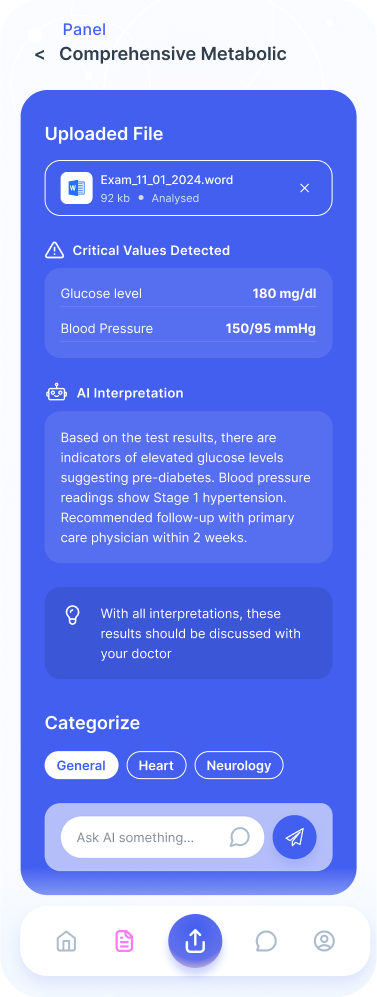 Panel
< Comprehensive Metabolic
Uploaded File
Exam_11_01_2024.word
92 kb • Analysed
Critical Values Detected
Glucose level 180 mg/dl
Blood Pressure 150/95 mmHg
AI Interpretation
Based on the test results, there are
indicators of elevated glucose levels
suggesting pre-diabetes. Blood pressure
readings show Stage 1 hypertension.
Recommended follow-up with primary
care physician within 2 weeks.
With all interpretations, these
results should be discussed with
your doctor
Categorize
General Heart Neurology
Ask AI something...